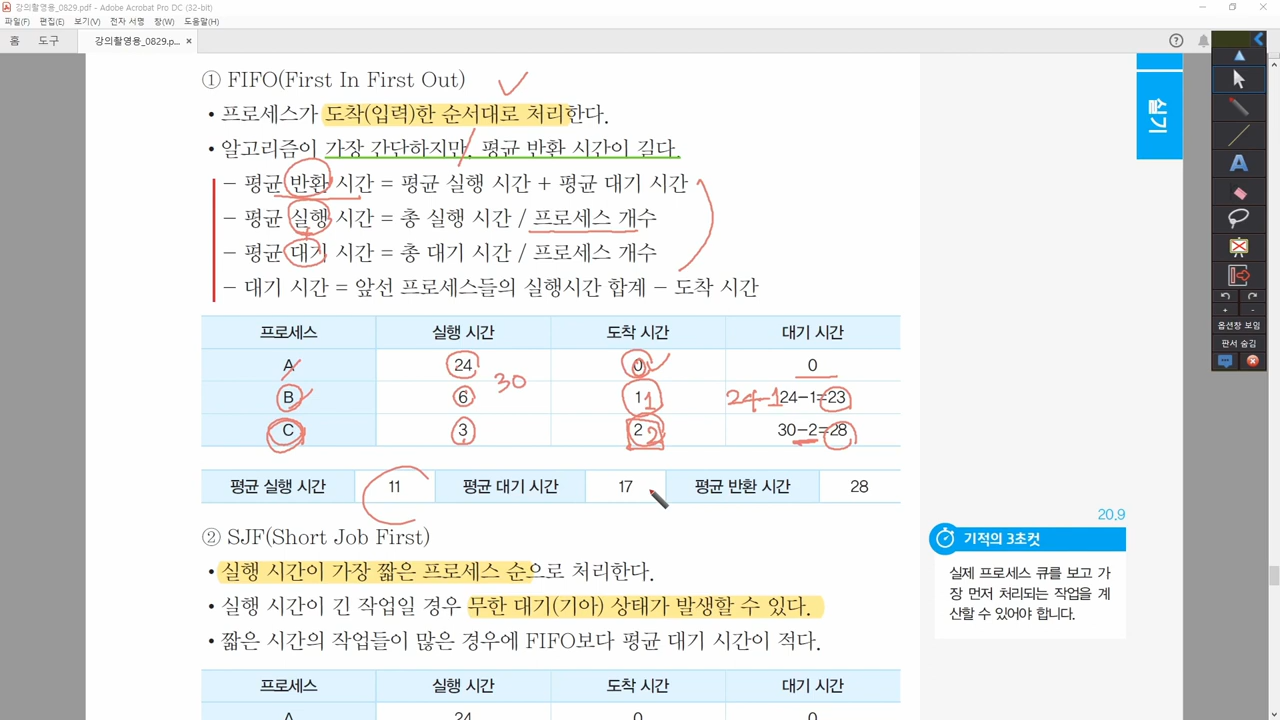 강의촬영용_0829.pdf - Adobe Acrobat Pro DC (32-bit)
파일(F) 편집(E) 보기(V) 전자 서명 창(W) 도움말(H)
홈 도구 강의촬영용_0829.p... ×
① FIFO(First In First Out)
• 프로세스가 도착(입력)한 순서대로 처리한다.
• 알고리즘이 가장 간단하지만, 평균 반환 시간이 길다.
- 평균 반환 시간 = 평균 실행 시간 + 평균 대기 시간
- 평균 실행 시간 = 총 실행 시간 / 프로세스 개수
- 평균 대기 시간 = 총 대기 시간 / 프로세스 개수
- 대기 시간 = 앞선 프로세스들의 실행시간 합계 - 도착 시간
프로세스 실행 시간 도착 시간 대기 시간
A 24 0 0
30
B 6 1 1 24-1 24-1=23
C 3 2 2 30-2=28
평균 실행 시간 11 평균 대기 시간 17 평균 반환 시간 28
② SJF(Short Job First)
• 실행 시간이 가장 짧은 프로세스 순으로 처리한다.
• 실행 시간이 긴 작업일 경우 무한 대기(기아) 상태가 발생할 수 있다.
• 짧은 시간의 작업들이 많은 경우에 FIFO보다 평균 대기 시간이 적다.
프로세스 실행 시간 도착 시간 대기 시간
A 24 0 0
실기
20.9
기적의 3초컷
실제 프로세스 큐를 보고 가
장 먼저 처리되는 작업을 계
산할 수 있어야 합니다.
A
+ -
옵션창 보임
판서 숨김